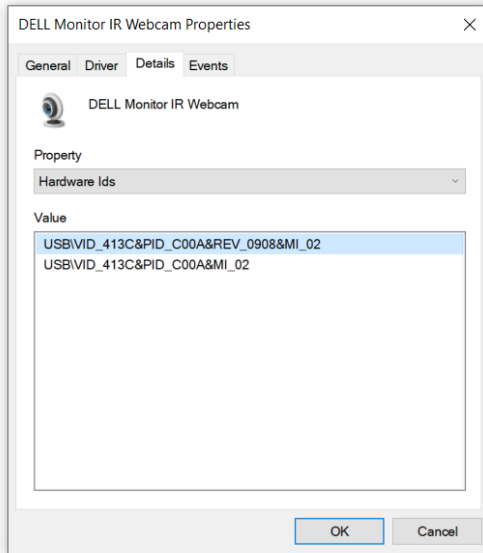 DELL Monitor IR Webcam Properties
General Driver Details Events
DELL Monitor IR Webcam
Property
Hardware Ids
Value
USB\VID_413C&PID_C00A&REV_0908&MI_02
USB\VID_413C&PID_C00A&MI_02
OK Cancel